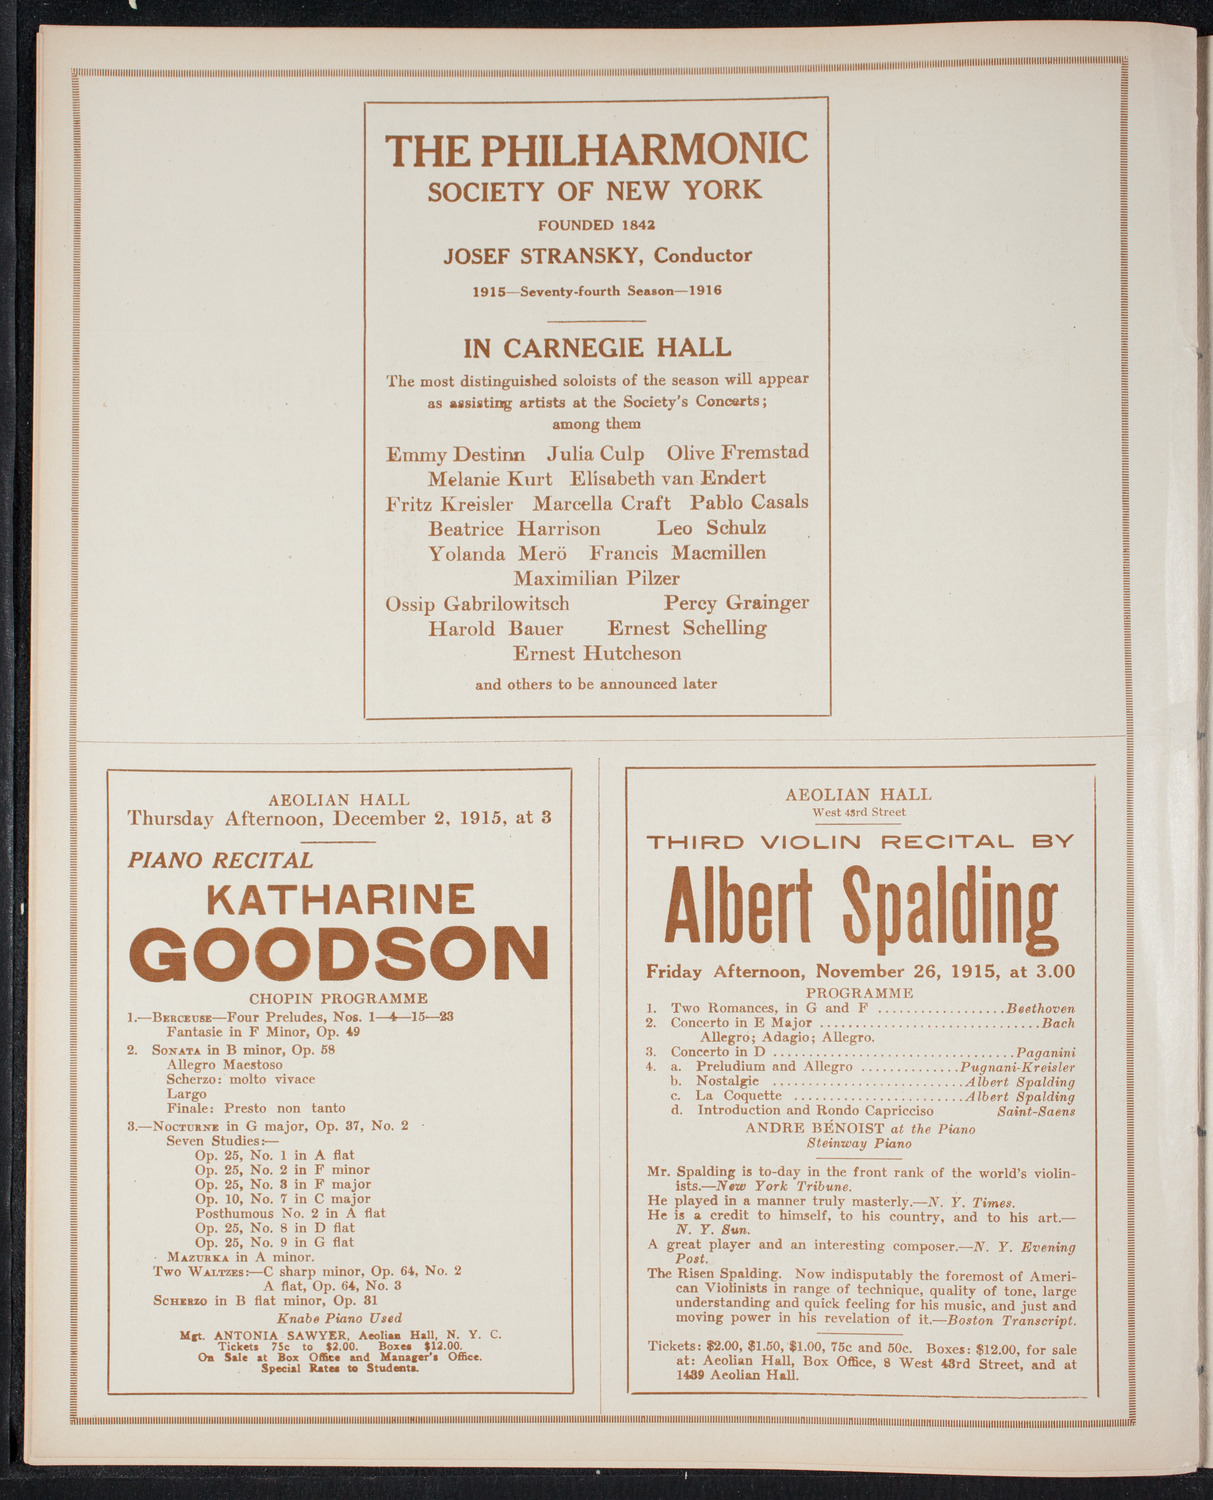 THE PHILHARMONIC
SOCIETY OF NEW YORK
FOUNDED 1842
JOSEF STRANSKY, Conductor
1915—Seventy-fourth Season—1916
IN CARNEGIE HALL
The most distinguished soloists of the season will appear
as assisting artists at the Society's Concerts;
among them
Emmy Destinn Julia Culp Olive Fremstad
Melanie Kurt Elisabeth van Endert
Fritz Kreisler Marcella Craft Pablo Casals
Beatrice Harrison Leo Schulz
Yolanda Merö Francis Macmillen
Maximilian Pilzer
Ossip Gabrilowitsch Percy Grainger
Harold Bauer Ernest Schelling
Ernest Hutcheson
and others to be announced later
AEOLIAN HALL
Thursday Afternoon, December 2, 1915, at 3
PIANO RECITAL
KATHARINE
GOODSON
CHOPIN PROGRAMME
1.—BERCEUSE—Four Preludes, Nos. 1—4—15—23
Fantasie in F Minor, Op. 49
2. SONATA in B minor, Op. 58
Allegro Maestoso
Scherzo: molto vivace
Largo
Finale: Presto non tanto
3.—NOCTURNE in G major, Op. 37, No. 2
Seven Studies:—
Op. 25, No. 1 in A flat
Op. 25, No. 2 in F minor
Op. 25, No. 3 in F major
Op. 10, No. 7 in C major
Posthumous No. 2 in A flat
Op. 25, No. 8 in D flat
Op. 25, No. 9 in G flat
MAZURKA in A minor.
Two WALTZES:—C sharp minor, Op. 64, No. 2
A flat, Op. 64, No. 3
SCHERZO in B flat minor, Op. 31
Knabe Piano Used
Mgt. ANTONIA SAWYER, Aeolian Hall, N. Y. C.
Tickets 75c to $2.00. Boxes $12.00.
On Sale at Box Office and Manager's Office.
Special Rates to Students.
AEOLIAN HALL
West 43rd Street
THIRD VIOLIN RECITAL BY
Albert Spalding
Friday Afternoon, November 26, 1915, at 3.00
PROGRAMME
1. Two Romances, in G and F ..................Beethoven
2. Concerto in E Major ...............................Bach
Allegro; Adagio; Allegro.
3. Concerto in D ..................................Paganini
4. a. Preludium and Allegro ..............Pugnani-Kreisler
b. Nostalgie ...........................Albert Spalding
c. La Coquette ........................Albert Spalding
d. Introduction and Rondo Capricciso Saint-Saens
ANDRE BENOIST at the Piano
Steinway Piano
Mr. Spalding is to-day in the front rank of the world's violin-
ists.—New York Tribune.
He played in a manner truly masterly.—N. Y. Times.
He is a credit to himself, to his country, and to his art.—
N. Y. Sun.
A great player and an interesting composer.—N. Y. Evening
Post.
The Risen Spalding. Now indisputably the foremost of Ameri-
can Violinists in range of technique, quality of tone, large
understanding and quick feeling for his music, and just and
moving power in his revelation of it.—Boston Transcript.
Tickets: $2.00, $1.50, $1.00, 75c and 50c. Boxes: $12.00, for sale
at: Aeolian Hall, Box Office, 8 West 43rd Street, and at
1439 Aeolian Hall.